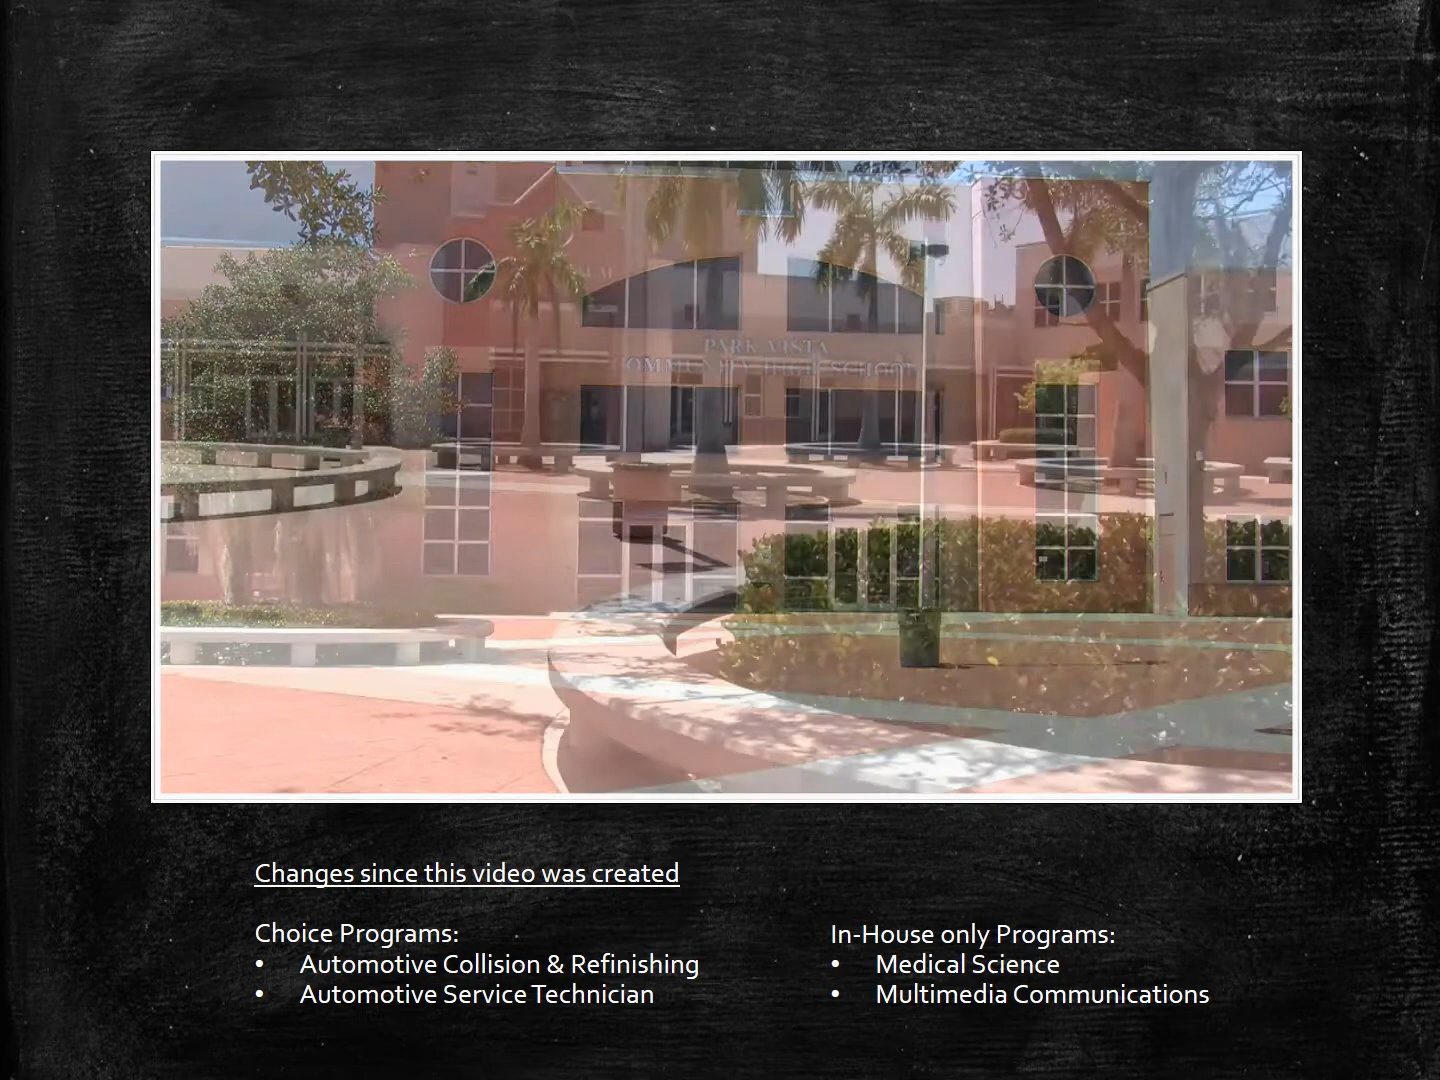 PARK VISTA
OMMUNITY HIGH SCHOOL
Changes since this video was created
Choice Programs:
• Automotive Collision & Refinishing
• Automotive Service Technician
In-House only Programs:
• Medical Science
• Multimedia Communications